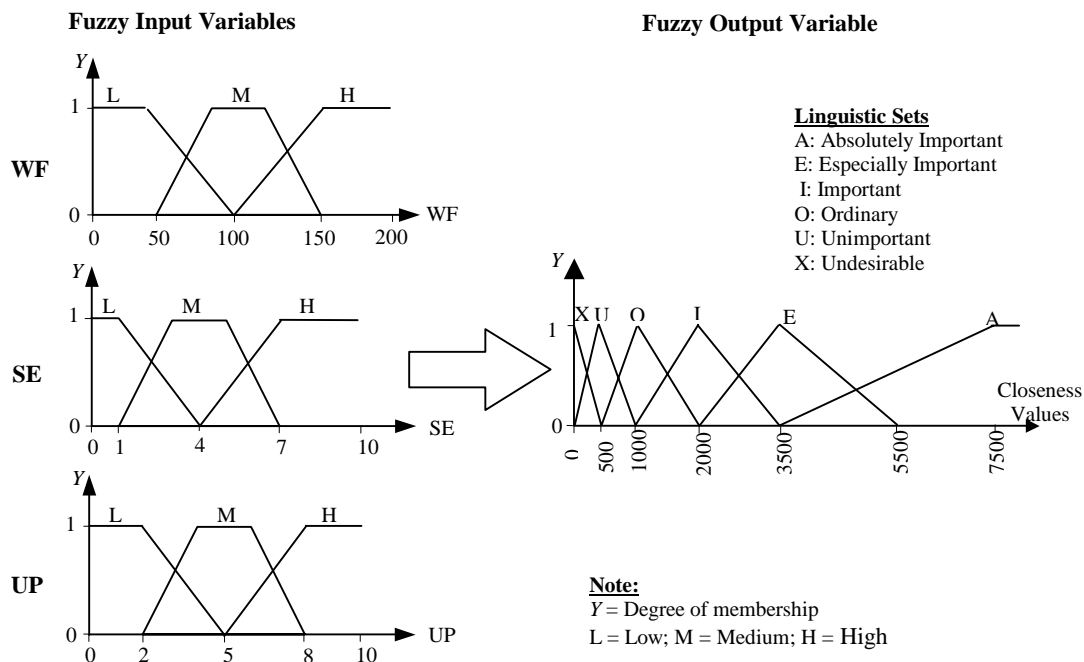 Fuzzy Input Variables
Fuzzy Output Variable
Y
L M H
1
WF
0
0 50 100 150 200
WF
Linguistic Sets
A: Absolutely Important
E: Especially Important
I: Important
O: Ordinary
U: Unimportant
X: Undesirable
Y
L M H
1
SE
0
0 1 4 7 10
SE
Y
X U O I E A
1
0
0 500 1000 2000 3500 5500 7500
Closeness
Values
Y
L M H
1
UP
0
0 2 5 8 10
UP
Note:
Y = Degree of membership
L = Low; M = Medium; H = High